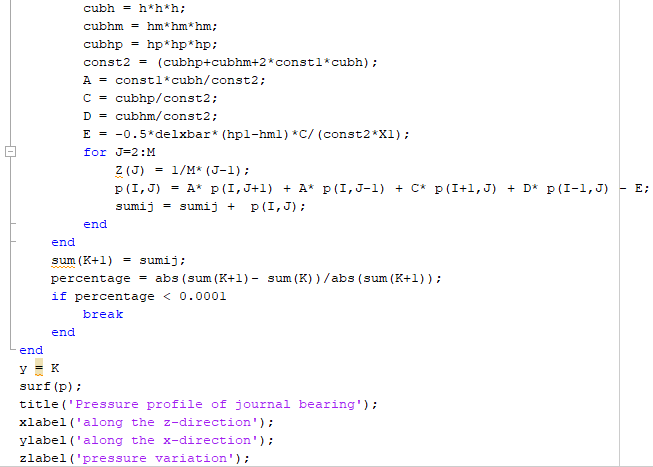 cubh = h*h*h;
cubhm = hm*hm*hm;
cubhp = hp*hp*hp;
const2 = (cubhp+cubhm+2*const1*cubh);
A = const1*cubh/const2;
C = cubhp/const2;
D = cubhm/const2;
E = -0.5*delxbar*(hp1-hm1)*C/(const2*X1);
for J=2:M
Z(J) = 1/M*(J-1);
p(I,J) = A* p(I,J+1) + A* p(I,J-1) + C* p(I+1,J) + D* p(I-1,J) - E;
sumij = sumij + p(I,J);
end
end
sum(K+1) = sumij;
percentage = abs(sum(K+1)- sum(K))/abs(sum(K+1));
if percentage < 0.0001
break
end
end
y = K
surf(p);
title('Pressure profile of journal bearing');
xlabel('along the z-direction');
ylabel('along the x-direction');
zlabel('pressure variation');